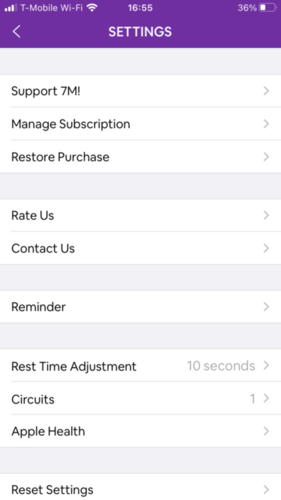 T-Mobile Wi-Fi 16:55 36%
SETTINGS
Support 7M!
Manage Subscription
Restore Purchase
Rate Us
Contact Us
Reminder
Rest Time Adjustment 10 seconds
Circuits 1
Apple Health
Reset Settings